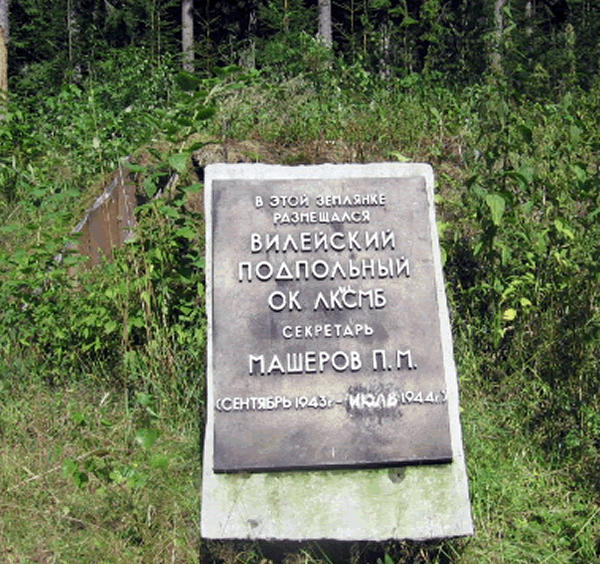 В ЭТОЙ ЗЕМЛЯНКЕ
РАЗМЕЩАЛСЯ
ВИЛЕЙСКИЙ
ПОДПОЛЬНЫЙ
ОК ЛКСМБ
СЕКРЕТАРЬ
МАШЕРОВ П.М.
(СЕНТЯБРЬ 1943г.- ИЮЛЬ 1944г.)